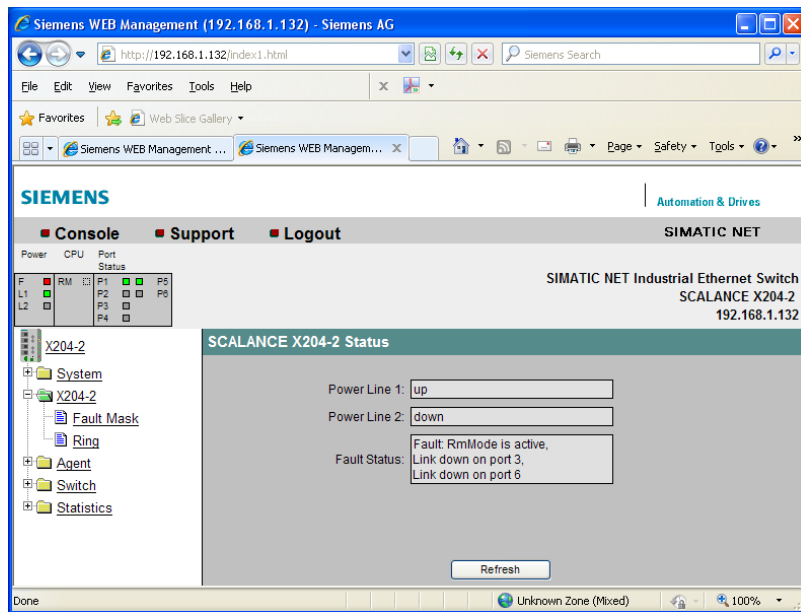 Siemens WEB Management (192.168.1.132) - Siemens AG
http://192.168.1.132/index1.html
Siemens Search
File Edit View Favorites Tools Help
x
Favorites
Web Slice Gallery
Siemens WEB Management ...
Siemens WEB Managem... X
Page Safety Tools
»
SIEMENS
Automation & Drives
Console Support Logout
SIMATIC NET
Power CPU Port Status
F RM P1 P5
L1 P2 P6
L2 P3
P4
SIMATIC NET Industrial Ethernet Switch
SCALANCE X204-2
192.168.1.132
X204-2
System
X204-2
Fault Mask
Ring
Agent
Switch
Statistics
SCALANCE X204-2 Status
Power Line 1: up
Power Line 2: down
Fault Status: Fault: RmMode is active,
Link down on port 3,
Link down on port 6
Refresh
Done
Unknown Zone (Mixed)
100%